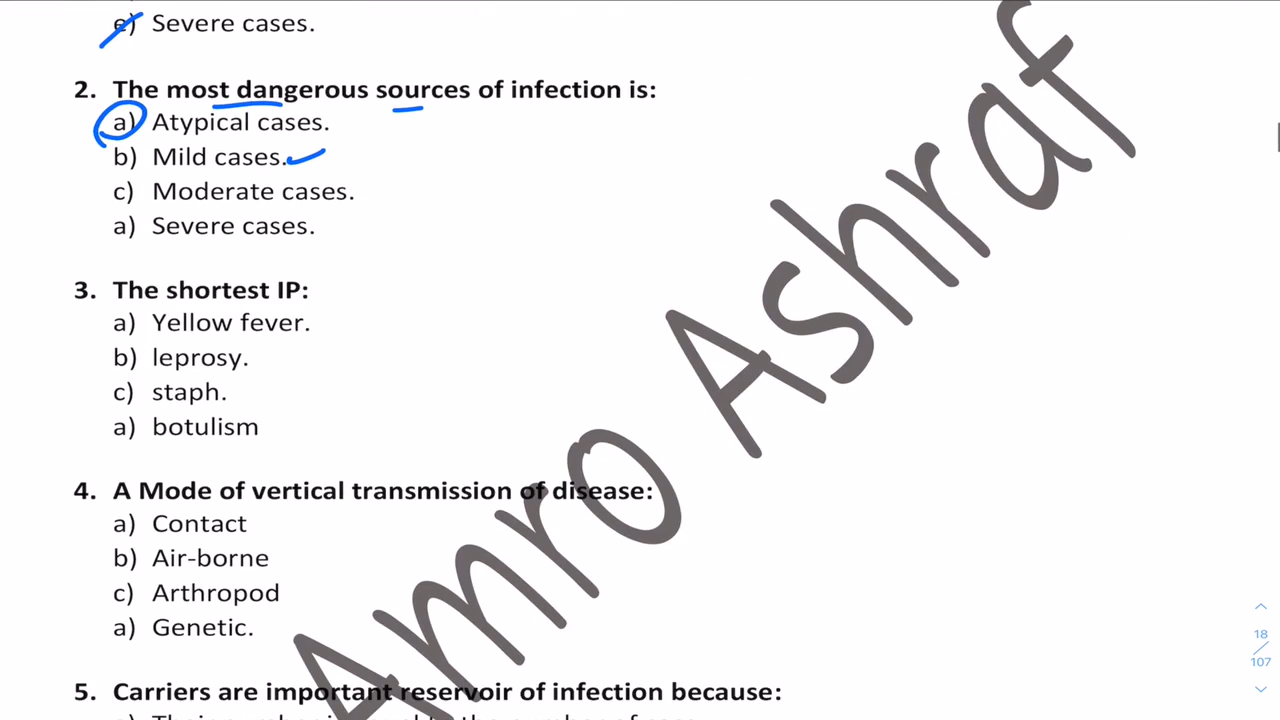 e) Severe cases.
2. The most dangerous sources of infection is:
a) Atypical cases.
b) Mild cases.
c) Moderate cases.
a) Severe cases.
3. The shortest IP:
a) Yellow fever.
b) leprosy.
c) staph.
a) botulism
4. A Mode of vertical transmission of disease:
a) Contact
b) Air-borne
c) Arthropod
a) Genetic.
5. Carriers are important reservoir of infection because:
Amro Ashraf
18
107